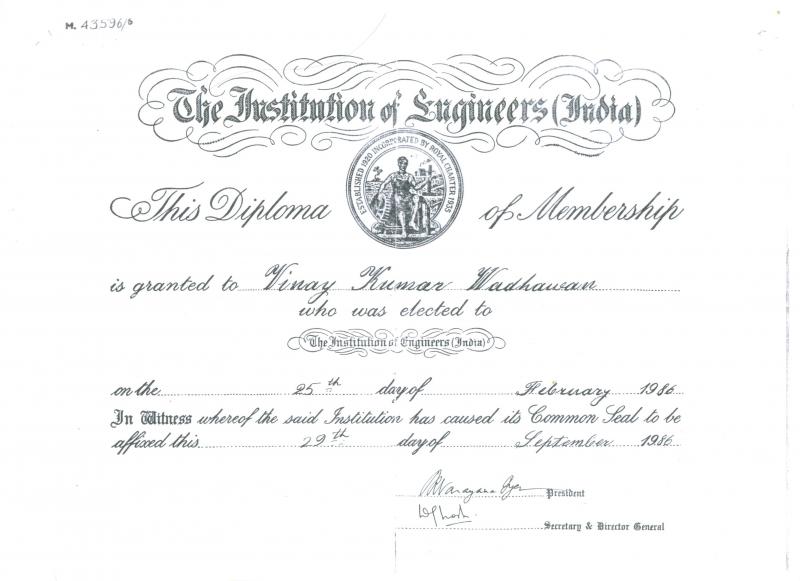 M. 43596/6
The Institution of Engineers (India)
ESTABLISHED 1920 INCORPORATED BY ROYAL CHARTER 1935
This Diploma of Membership
is granted to Vinay Kumar Wadhawan
who was elected to
The Institution of Engineers (India)
on the 25th day of February 1986
In Witness whereof the said Institution has caused its Common Seal to be
affixed this 29th day of September 1986
President
Secretary & Director General